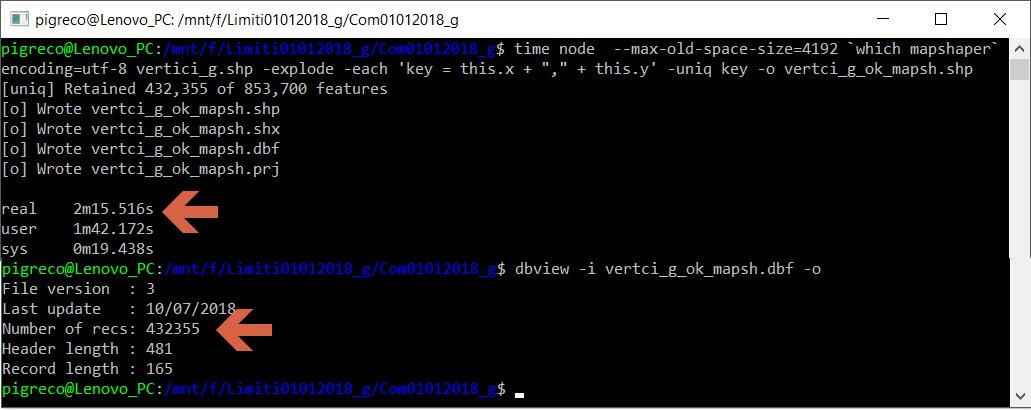 pigreco@Lenovo_PC: /mnt/f/Limiti01012018_g/Com01012018_g
pigreco@Lenovo_PC:/mnt/f/Limiti01012018_g/Com01012018_g$ time node  --max-old-space-size=4192 `which mapshaper`
encoding=utf-8 vertici_g.shp -explode -each 'key = this.x + "," + this.y' -uniq key -o vertci_g_ok_mapsh.shp
[uniq] Retained 432,355 of 853,700 features
[o] Wrote vertci_g_ok_mapsh.shp
[o] Wrote vertci_g_ok_mapsh.shx
[o] Wrote vertci_g_ok_mapsh.dbf
[o] Wrote vertci_g_ok_mapsh.prj
real    2m15.516s
user    1m42.172s
sys     0m19.438s
pigreco@Lenovo_PC:/mnt/f/Limiti01012018_g/Com01012018_g$ dbview -i vertci_g_ok_mapsh.dbf -o
File version  : 3
Last update   : 10/07/2018
Number of recs: 432355
Header length : 481
Record length : 165
pigreco@Lenovo_PC:/mnt/f/Limiti01012018_g/Com01012018_g$